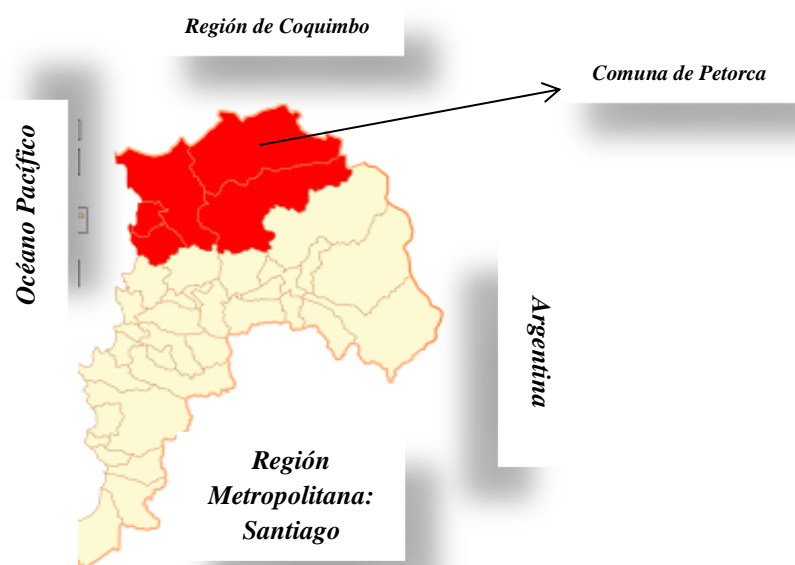 Región de Coquimbo
Comuna de Petorca
Océano Pacífico
Argentina
Región
Metropolitana:
Santiago